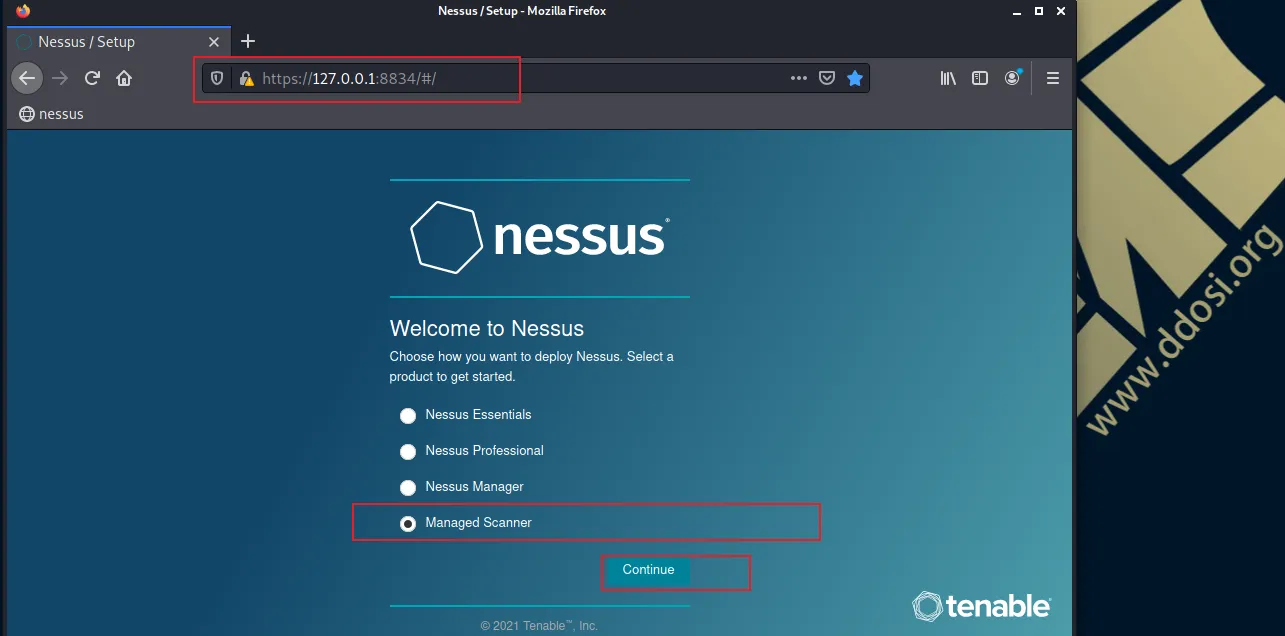 Nessus / Setup - Mozilla Firefox
Nessus / Setup
https://127.0.0.1:8834/#/
nessus
nessus®
Welcome to Nessus
Choose how you want to deploy Nessus. Select a
product to get started.
Nessus Essentials
Nessus Professional
Nessus Manager
Managed Scanner
Continue
tenable®
© 2021 Tenable™, Inc.
www.ddosi.org